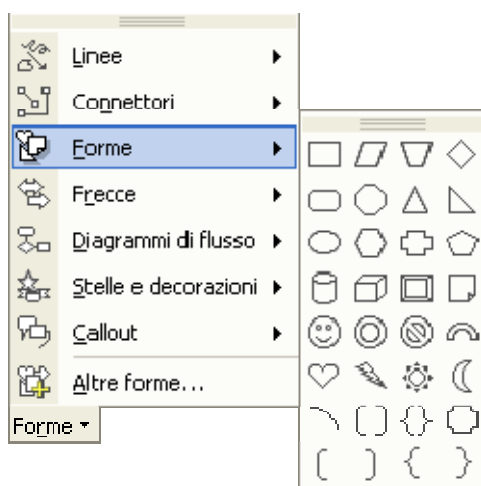 Linee
Connettori
Forme
Frecce
Diagrammi di flusso
Stelle e decorazioni
Callout
Altre forme...
Forme